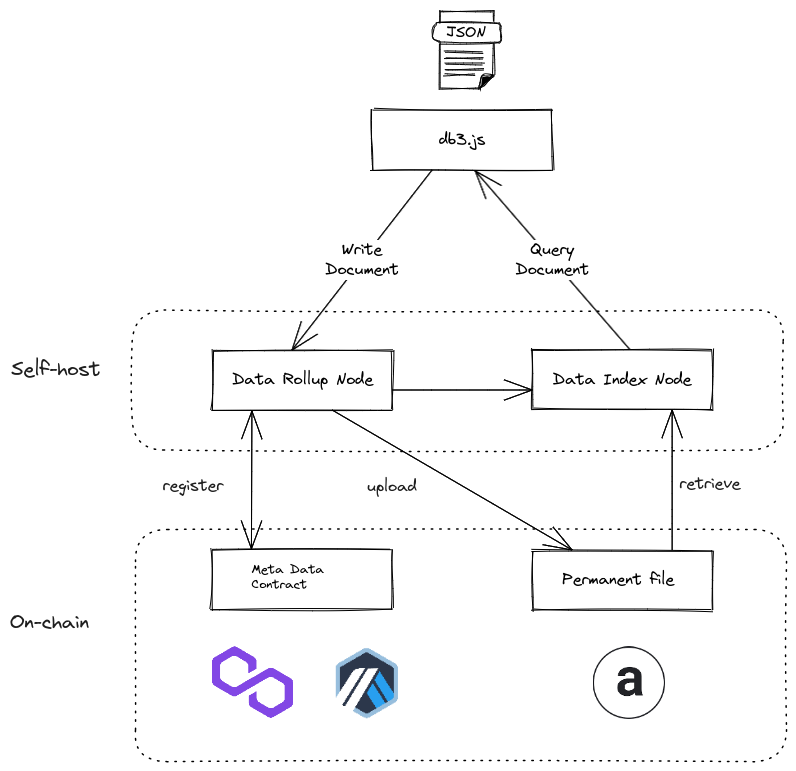 JSON
db3.js
Write
Document
Query
Document
Self-host
Data Rollup Node
Data Index Node
register
upload
retrieve
Meta Data
Contract
Permanent file
On-chain
a